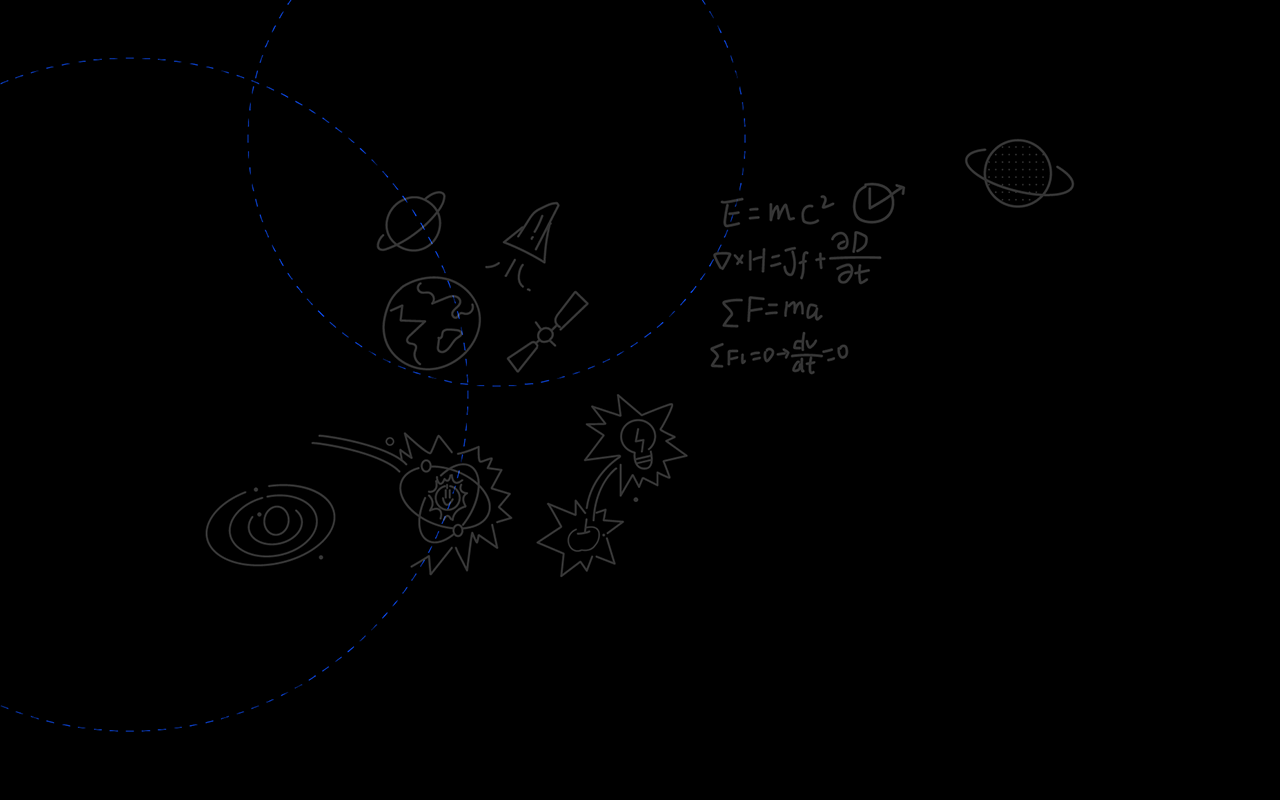 E = mc²
∇×H = Jf + ∂D/∂t
∑F = ma
∑Fi = 0 → dv/dt = 0